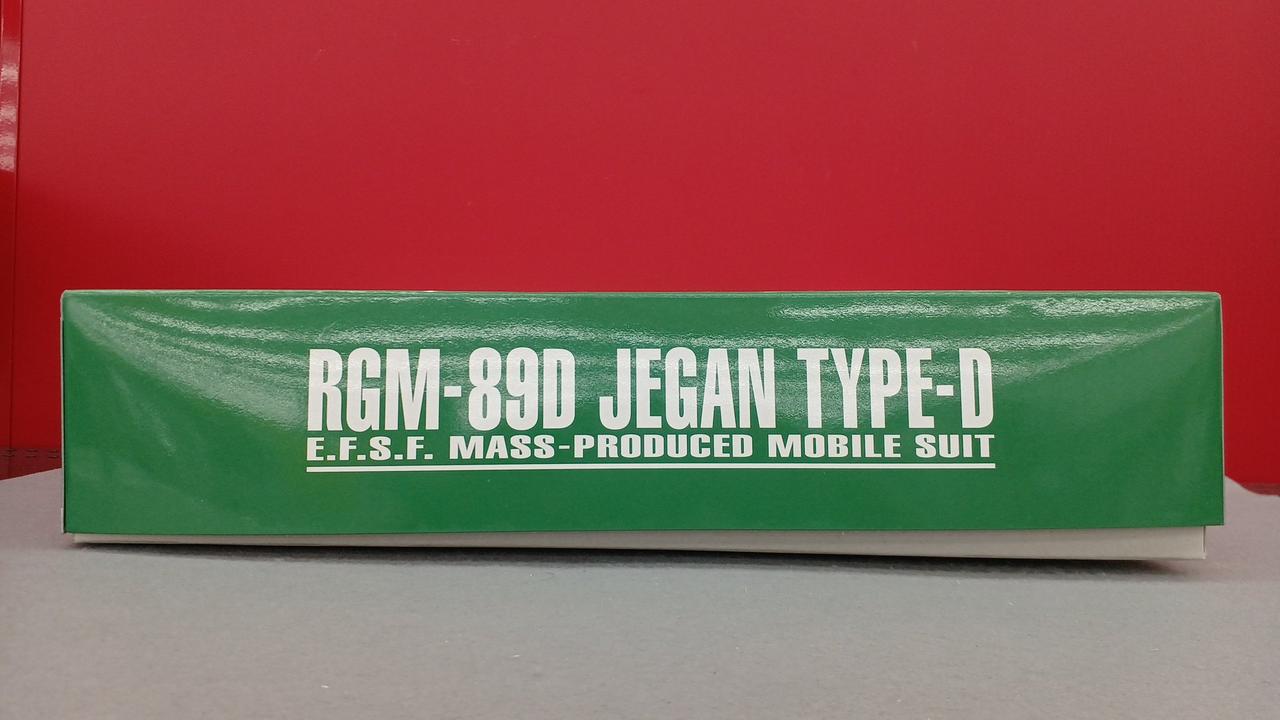 RGM-89D JEGAN TYPE-D
E.F.S.F. MASS-PRODUCED MOBILE SUIT